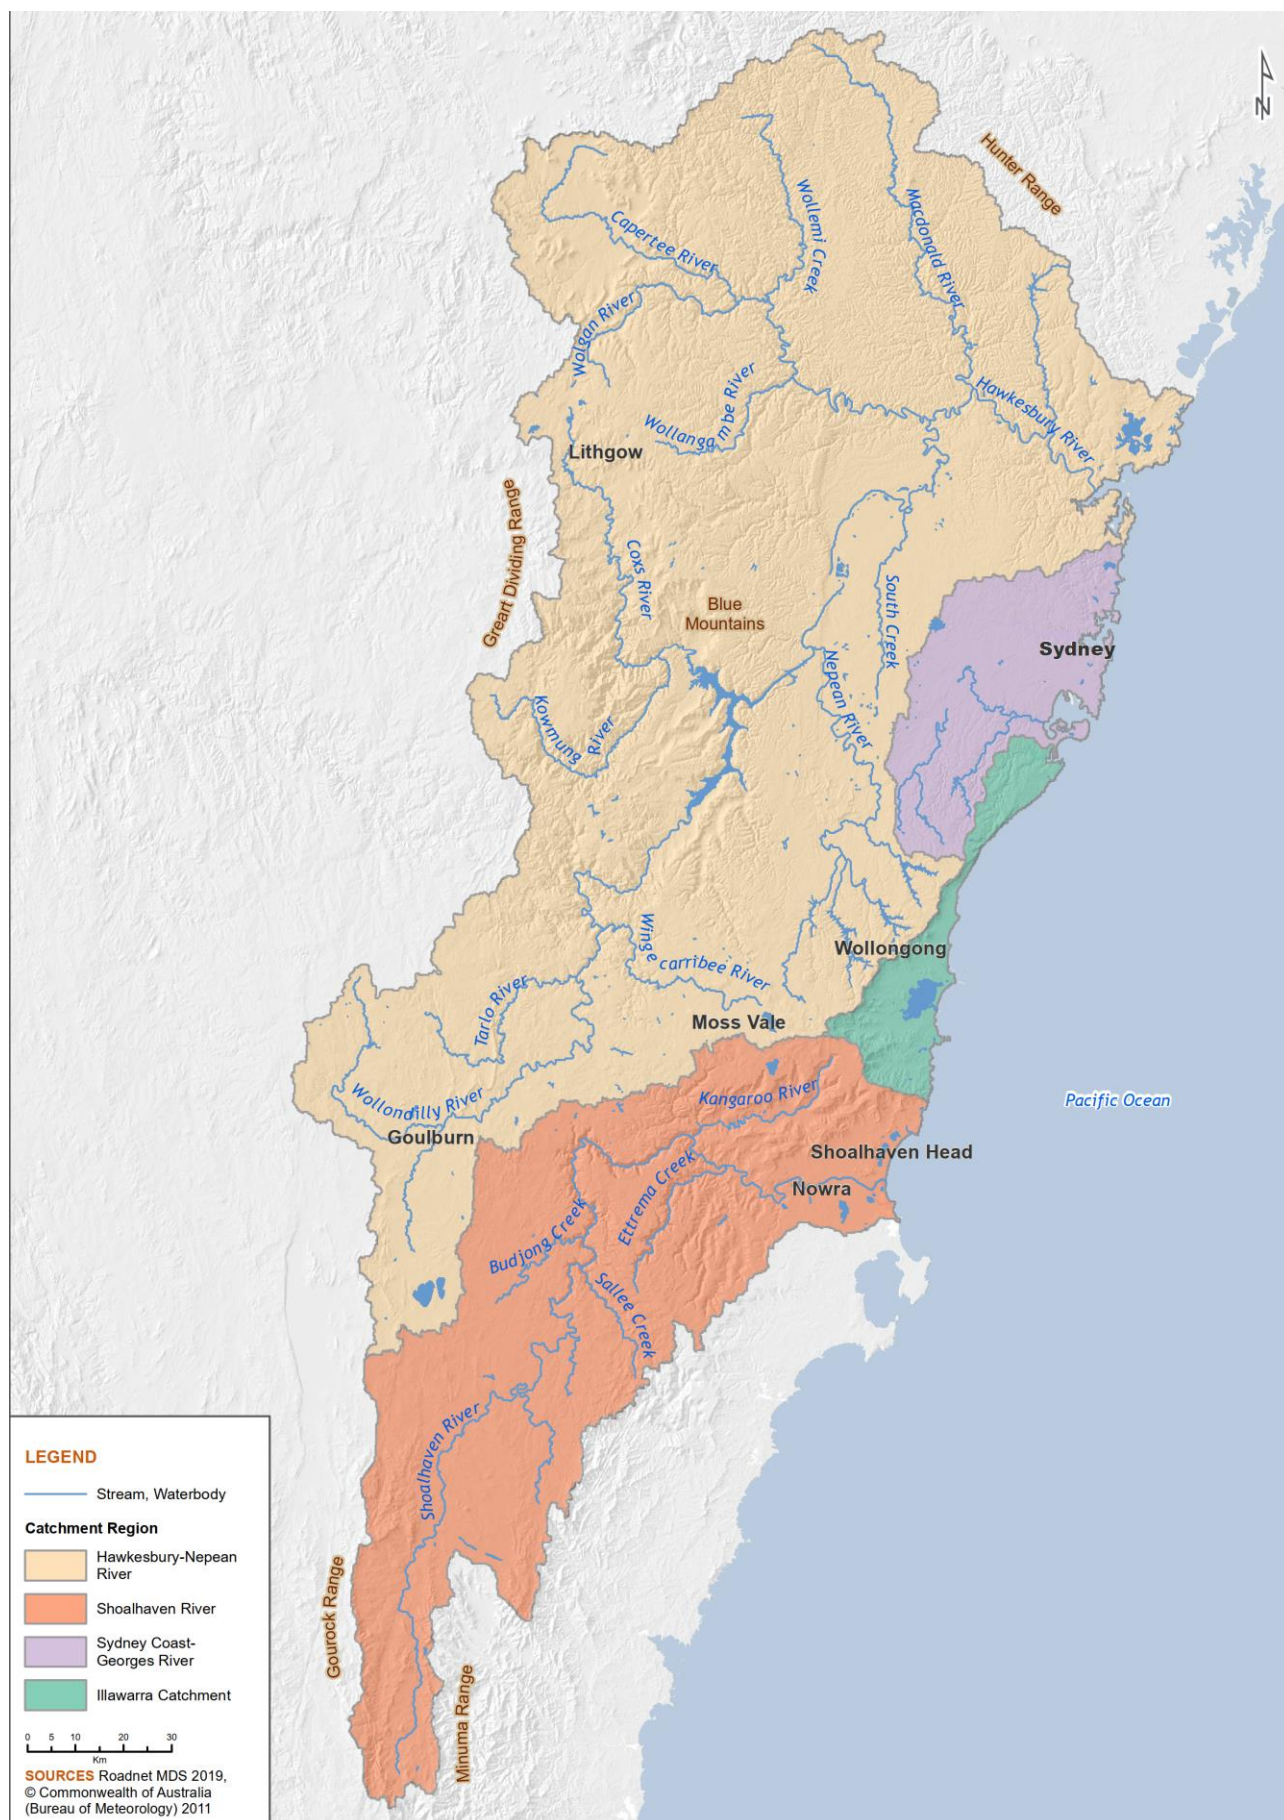 N
Hunter Range
Wollemi Creek
Macdonald River
Capertee River
Wolgan River
Wollanga mbe River
Hawkesbury River
Lithgow
Greart Dividing Range
Coxs River
Blue
Mountains
South Creek
Sydney
Nepean River
Kowmung
River
Winge
carribee River
Wollongong
Tarlo River
Moss Vale
Wollondilly River
Kangaroo River
Pacific Ocean
Goulburn
Shoalhaven Head
Ettrema Creek
Nowra
Budjong Creek
Sallee Creek
Shoalhaven River
Gourock Range
Minuma Range
LEGEND
Stream, Waterbody
Catchment Region
Hawkesbury-Nepean
River
Shoalhaven River
Sydney Coast-
Georges River
Illawarra Catchment
0 5 10 20 30
Km
SOURCES Roadnet MDS 2019,
© Commonwealth of Australia
(Bureau of Meteorology) 2011